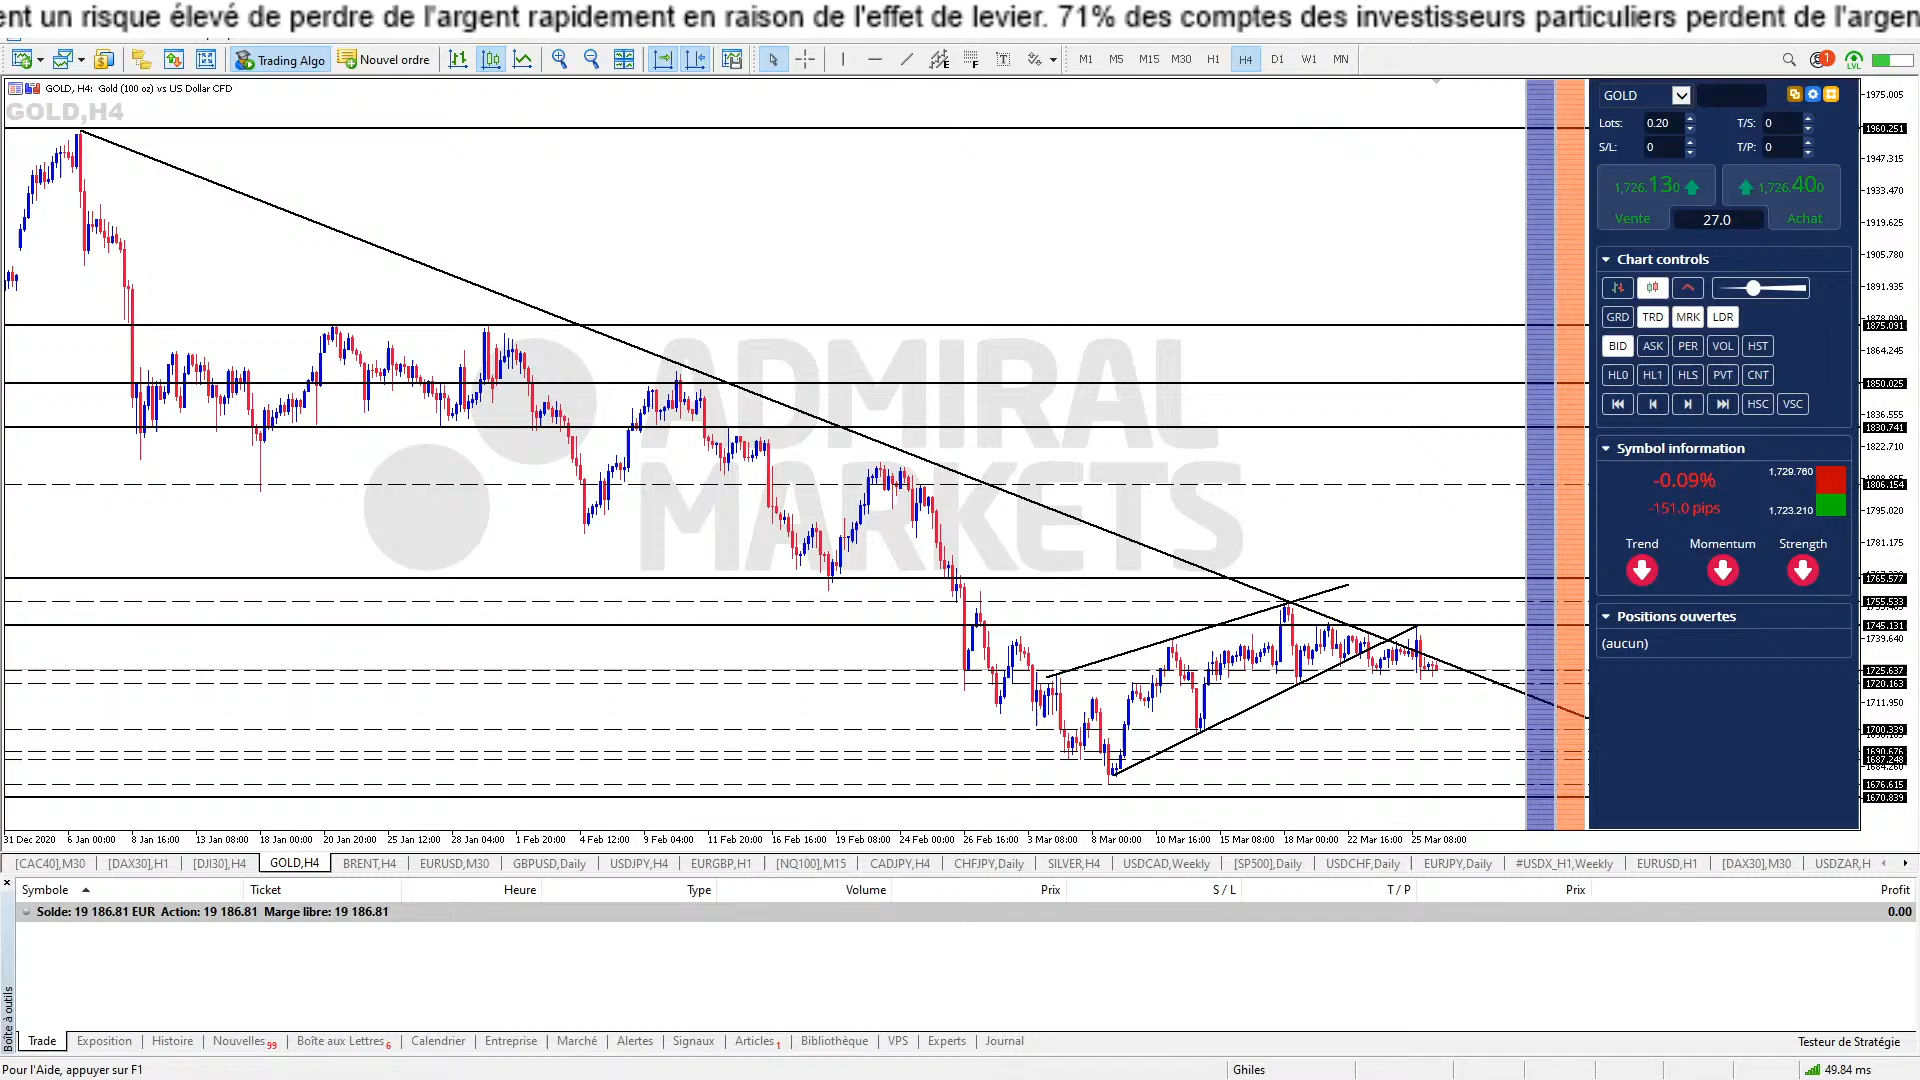 ent un risque élevé de perdre de l'argent rapidement en raison de l'effet de levier. 71% des comptes des investisseurs particuliers perdent de l'argen
Trading Algo Nouvel ordre M1 M5 M15 M30 H1 H4 D1 W1 MN 1 LVL
GOLD, H4: Gold (100 oz) vs US Dollar CFD
GOLD,H4
ADMIRAL
MARKETS
1975.005
1960.251
1947.315
1933.470
1919.625
1905.780
1891.935
1878.090
1875.091
1864.245
1850.025
1836.555
1830.741
1822.710
1806.154
1795.020
1781.175
1765.577
1755.533
1745.131
1739.640
1725.637
1720.163
1711.950
1700.339
1690.676
1687.248
1676.615
1670.839
GOLD
Lots: 0.20 T/S: 0
S/L: 0 T/P: 0
1,726.130 1,726.400
Vente 27.0 Achat
Chart controls
GRD TRD MRK LDR
BID ASK PER VOL HST
HL0 HL1 HLS PVT CNT
HSC VSC
Symbol information
-0.09% 1,729.760
-151.0 pips 1,723.210
Trend Momentum Strength
Positions ouvertes
(aucun)
31 Dec 2020 6 Jan 00:00 8 Jan 16:00 13 Jan 08:00 18 Jan 00:00 20 Jan 20:00 25 Jan 12:00 28 Jan 04:00 1 Feb 20:00 4 Feb 12:00 9 Feb 04:00 11 Feb 20:00 16 Feb 16:00 19 Feb 08:00 24 Feb 00:00 26 Feb 16:00 3 Mar 08:00 8 Mar 00:00 10 Mar 16:00 15 Mar 08:00 18 Mar 00:00 22 Mar 16:00 25 Mar 08:00
[CAC40],M30 [DAX30],H1 [DJI30],H4 GOLD,H4 BRENT,H4 EURUSD,M30 GBPUSD,Daily USDJPY,H4 EURGBP,H1 [NQ100],M15 CADJPY,H4 CHFJPY,Daily SILVER,H4 USDCAD,Weekly [SP500],Daily USDCHF,Daily EURJPY,Daily #USDX_H1,Weekly EURUSD,H1 [DAX30],M30 USDZAR,H
Symbole Ticket Heure Type Volume Prix S / L T / P Prix Profit
Solde: 19 186.81 EUR Action: 19 186.81 Marge libre: 19 186.81 0.00
Boîte à outils
Trade Exposition Histoire Nouvelles 99 Boîte aux Lettres 6 Calendrier Entreprise Marché Alertes Signaux Articles 1 Bibliothèque VPS Experts Journal Testeur de Stratégie
Pour l'Aide, appuyer sur F1 Ghiles 49.84 ms